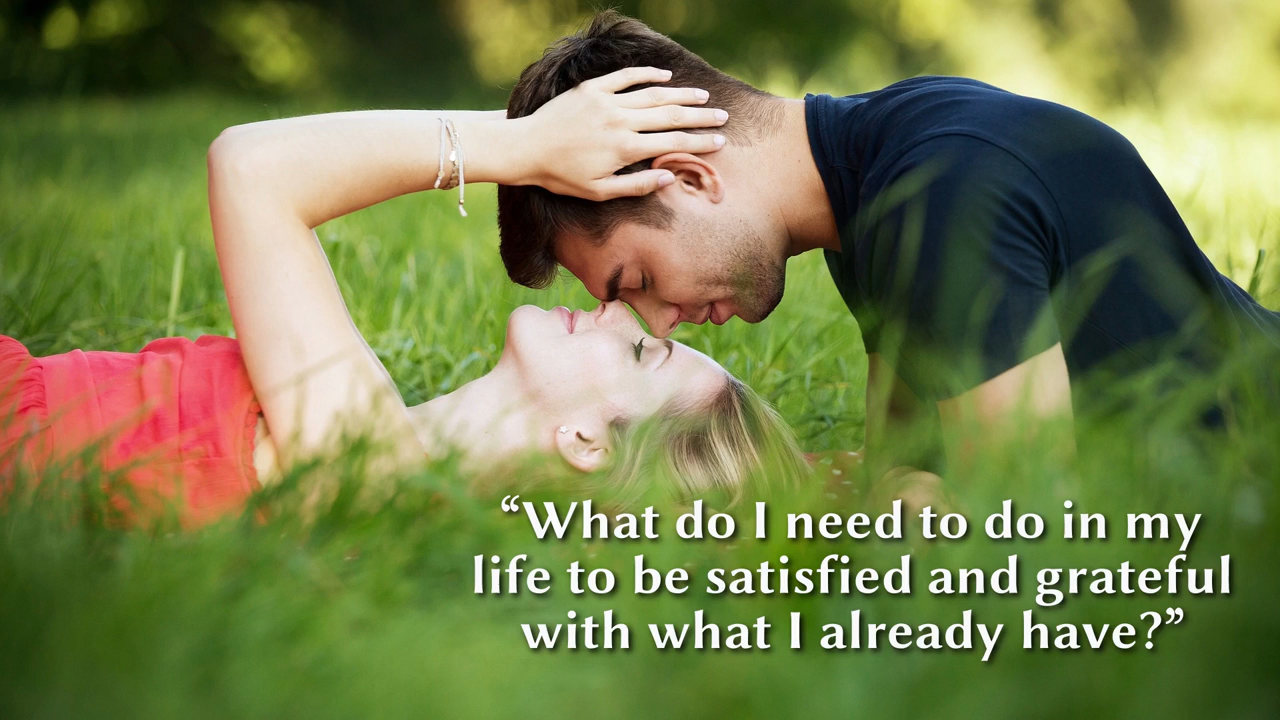 “What do I need to do in my
life to be satisfied and grateful
with what I already have?”